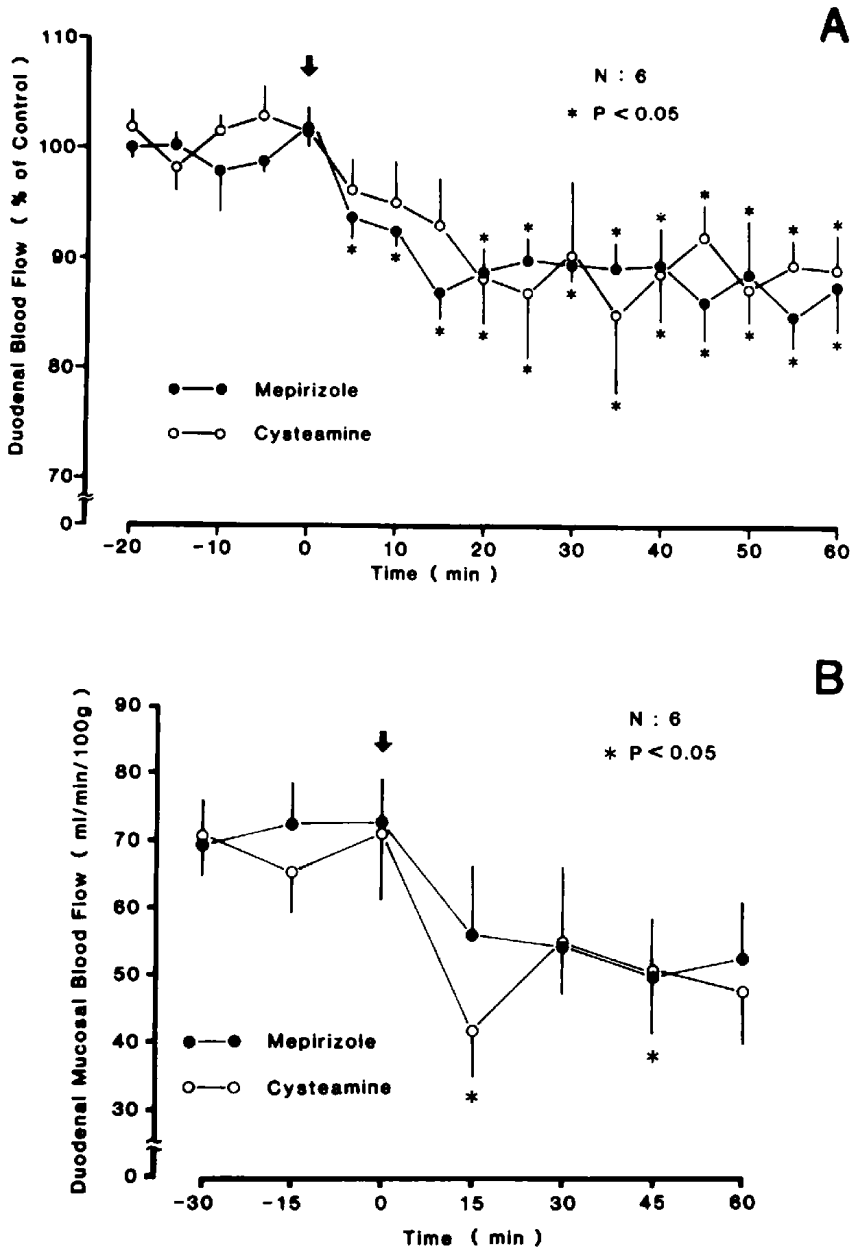 A
110
100
90
80
70
0
Duodenal Blood Flow ( % of Control )
N : 6
* P < 0.05
* * * * * * * *
* * * * * * * * * * * *
Mepirizole
Cysteamine
-20 -10 0 10 20 30 40 50 60
Time ( min )
B
90
80
70
60
50
40
30
0
Duodenal Mucosal Blood Flow ( ml/min/100g )
N : 6
* P < 0.05
* *
Mepirizole
Cysteamine
-30 -15 0 15 30 45 60
Time ( min )